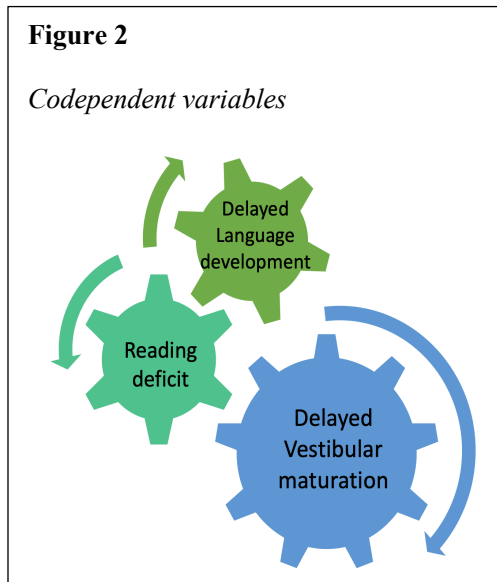 Figure 2
Codependent variables
Delayed
Language
development
Reading
deficit
Delayed
Vestibular
maturation